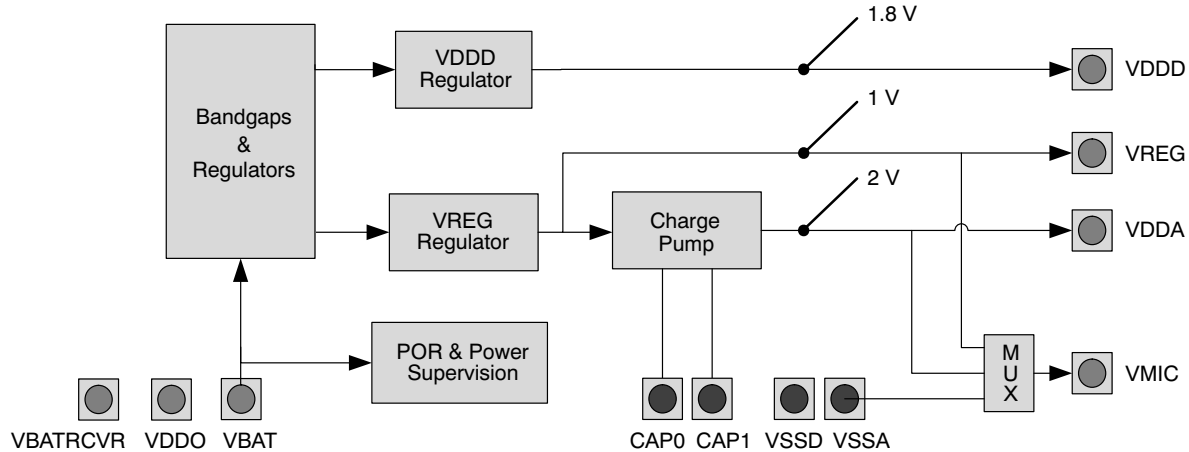 1.8 V
VDDD
Regulator
VDDD
Bandgaps
&
Regulators
1 V
VREG
2 V
VREG
Regulator
Charge
Pump
VDDA
POR & Power
Supervision
M
U
X
VMIC
VBATRCVR VDDO VBAT CAP0 CAP1 VSSD VSSA